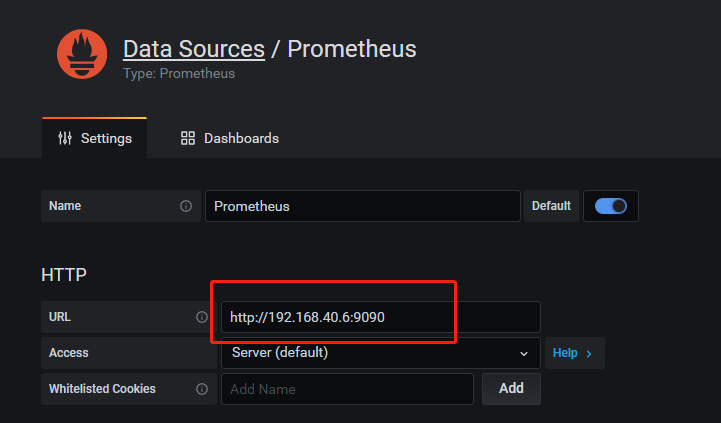 Data Sources / Prometheus
Type: Prometheus
Settings Dashboards
Name Prometheus Default
HTTP
URL http://192.168.40.6:9090
Access Server (default) Help >
Whitelisted Cookies Add Name Add